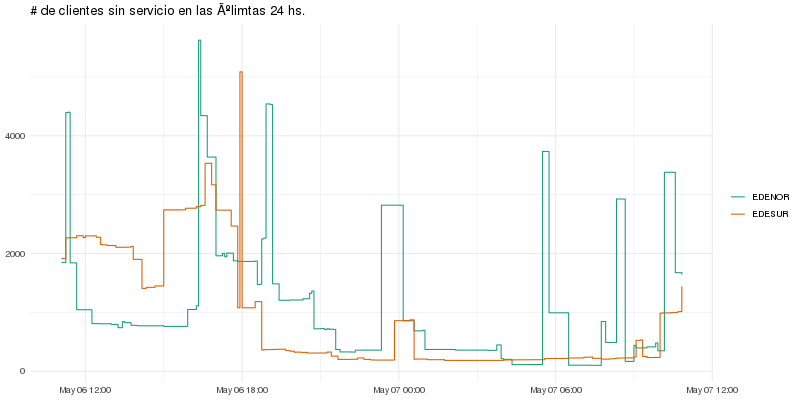 # de clientes sin servicio en las Ãºlimtas 24 hs.
4000
2000
0
May 06 12:00
May 06 18:00
May 07 00:00
May 07 06:00
May 07 12:00
EDENOR
EDESUR